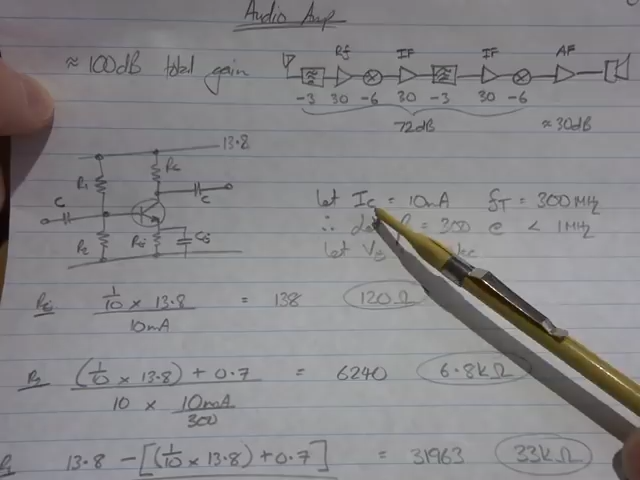 Audio Amp
≈ 100dB total gain
Rf IF IF AF
-3 30 -6 30 -3 30 -6
72dB ≈30dB
13.8
R1 Rc
C C
R2 Re Ce
let Ic = 10mA fT = 300MHz
∴ = 300 @ < 1MHz
let V
Re 1/10 × 13.8 / 10mA = 138 120Ω
R2 (1/10 × 13.8) + 0.7 / 10 × 10mA/300 = 6240 6.8kΩ
13.8 - [(1/10 × 13.8) + 0.7] = 31963 33kΩ